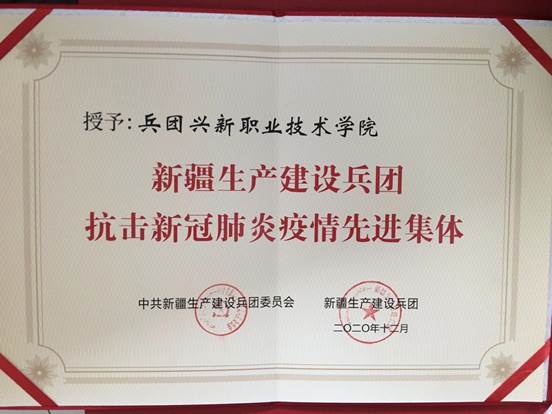 授予:兵团兴新职业技术学院
新疆生产建设兵团
抗击新冠肺炎疫情先进集体
中共新疆生产建设兵团委员会
新疆生产建设兵团
二〇二〇年十二月